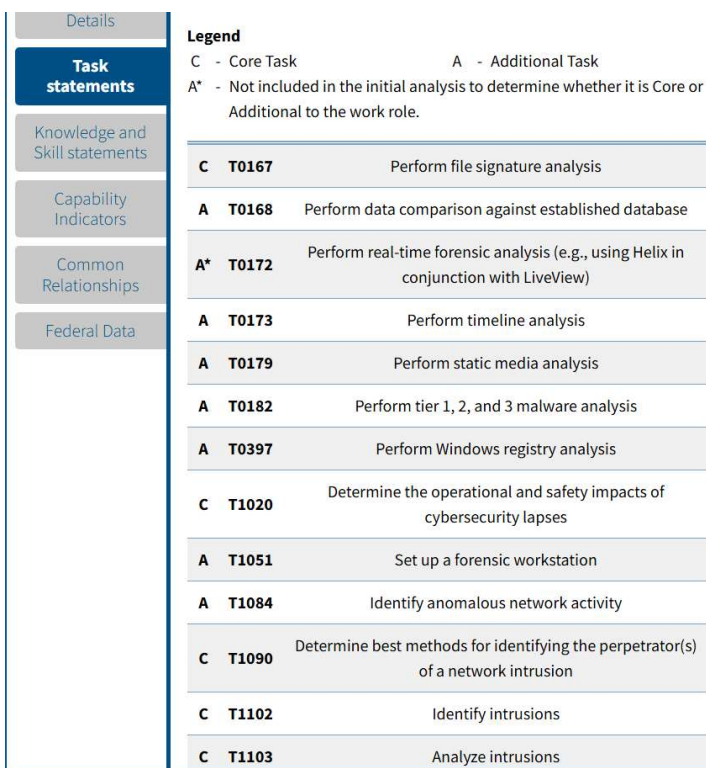 Details
Task
statements
Knowledge and
Skill statements
Capability
Indicators
Common
Relationships
Federal Data
Legend
C - Core Task A - Additional Task
A* - Not included in the initial analysis to determine whether it is Core or
Additional to the work role.
C T0167 Perform file signature analysis
A T0168 Perform data comparison against established database
A* T0172 Perform real-time forensic analysis (e.g., using Helix in
conjunction with LiveView)
A T0173 Perform timeline analysis
A T0179 Perform static media analysis
A T0182 Perform tier 1, 2, and 3 malware analysis
A T0397 Perform Windows registry analysis
C T1020 Determine the operational and safety impacts of
cybersecurity lapses
A T1051 Set up a forensic workstation
A T1084 Identify anomalous network activity
C T1090 Determine best methods for identifying the perpetrator(s)
of a network intrusion
C T1102 Identify intrusions
C T1103 Analyze intrusions